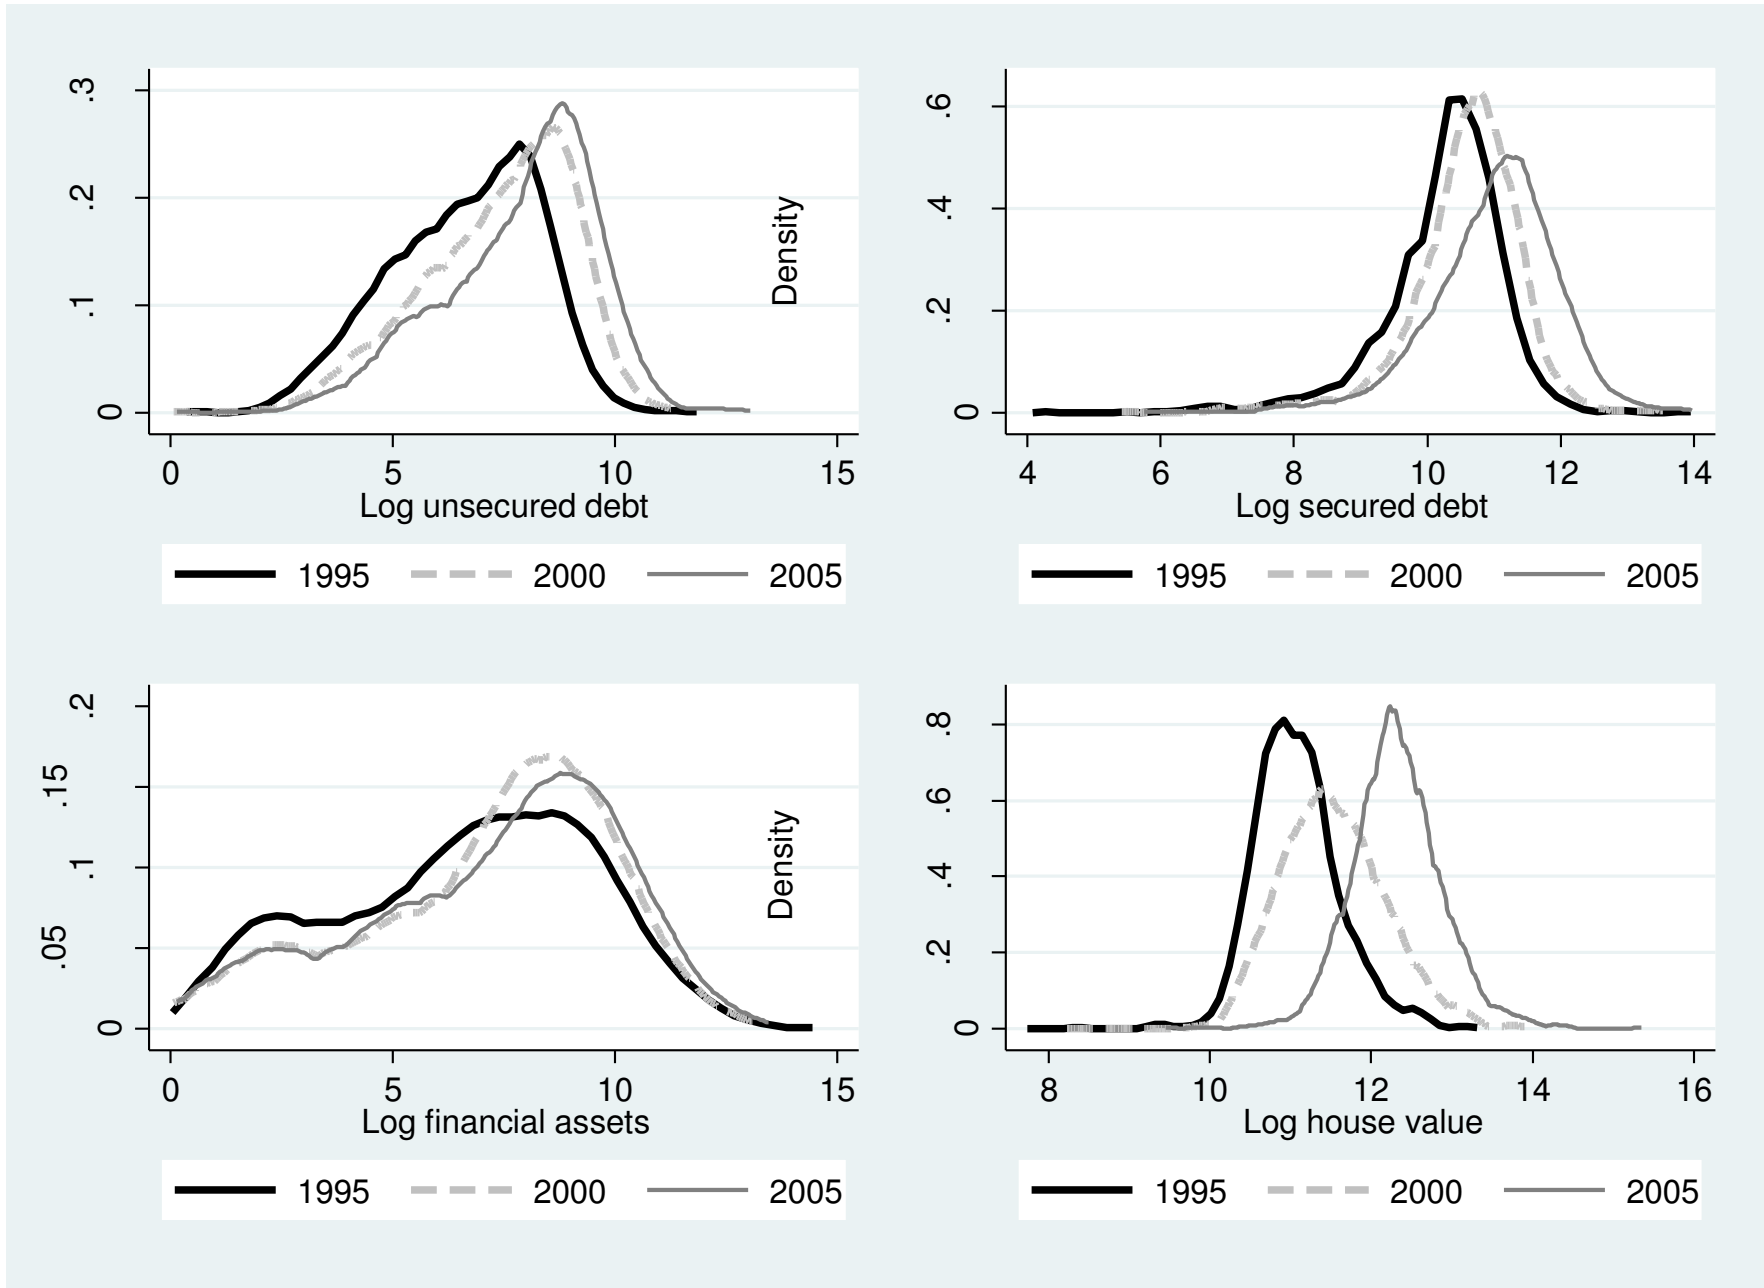 .3
.2
.1
0
0 5 10 15
Log unsecured debt
1995 2000 2005
Density
.6
.4
.2
0
4 6 8 10 12 14
Log secured debt
1995 2000 2005
.2
.15
.1
.05
0
0 5 10 15
Log financial assets
1995 2000 2005
Density
.8
.6
.4
.2
0
8 10 12 14 16
Log house value
1995 2000 2005